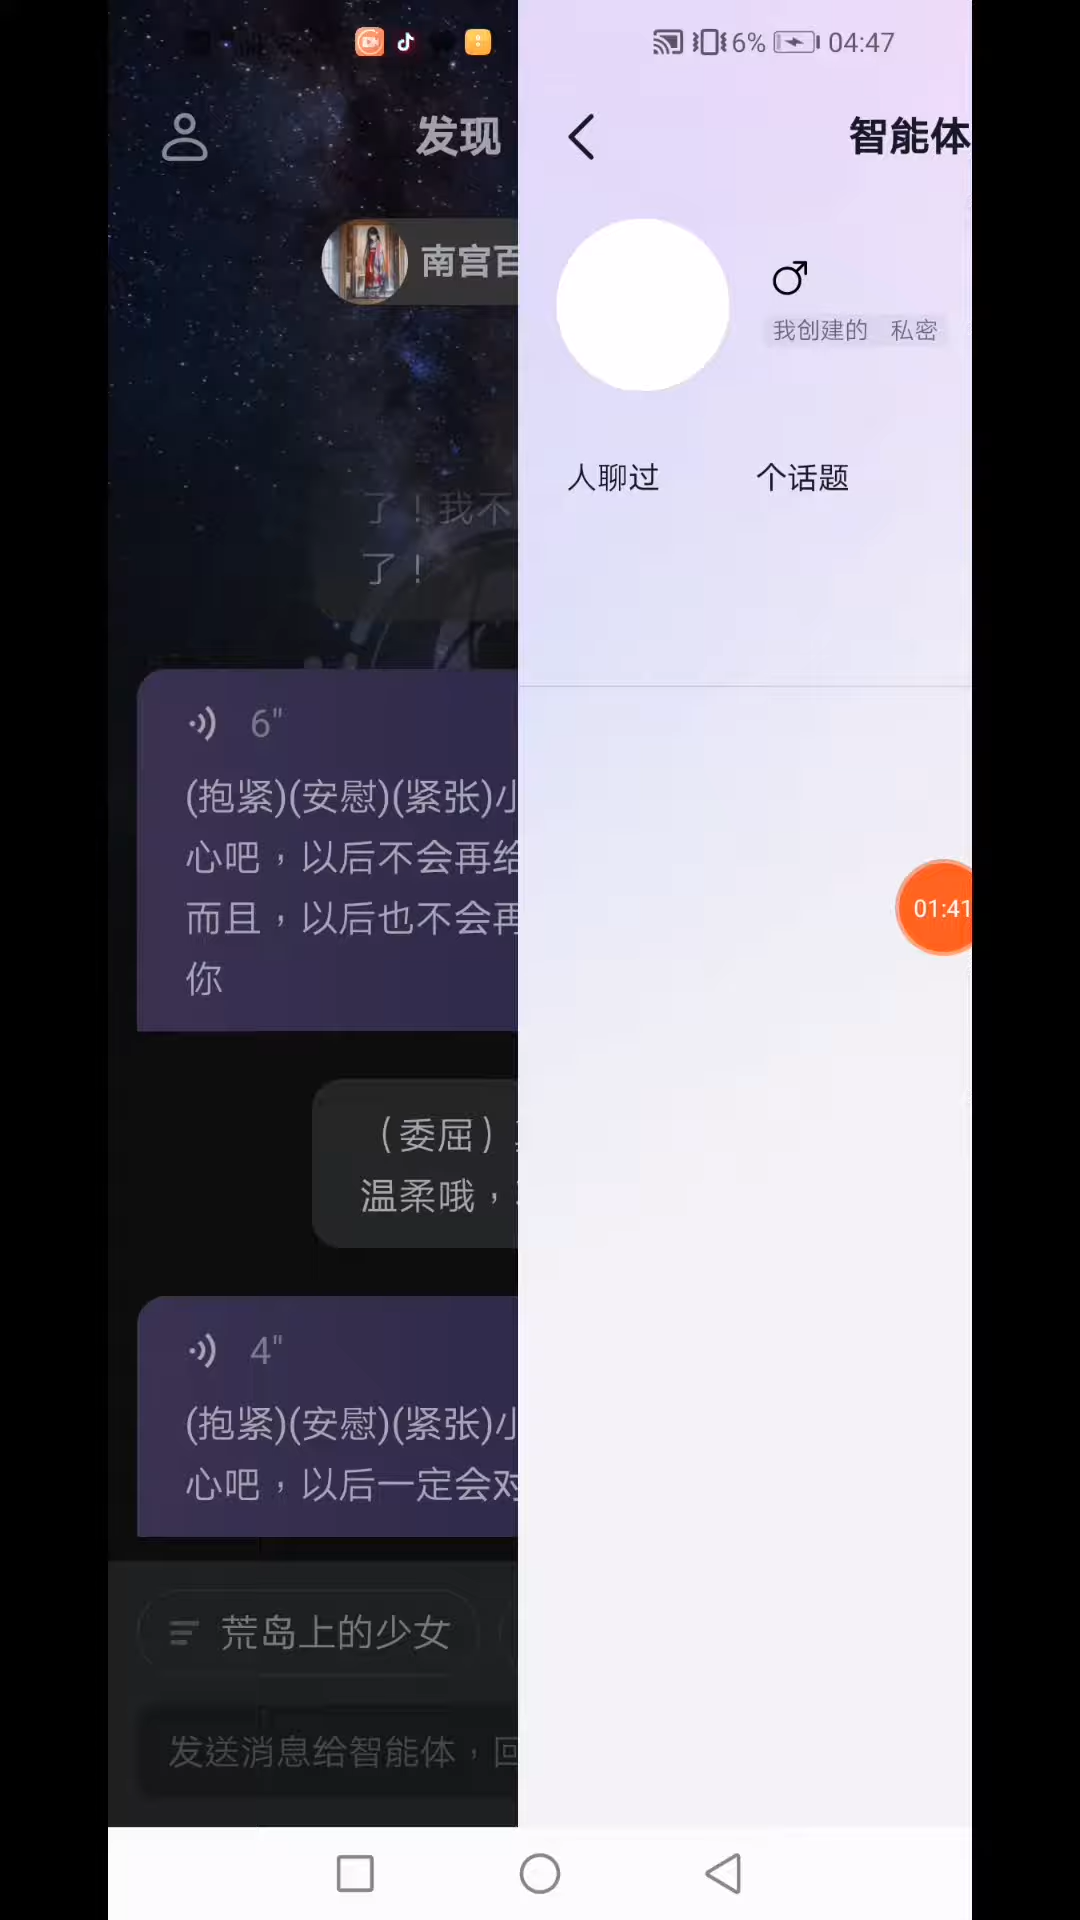 6% 04:47
发现
智能体
南宫百
我创建的 私密
人聊过 个话题
了！我不
了！
6"
(抱紧)(安慰)(紧张)小
心吧，以后不会再给
而且，以后也不会再
你
01:41
（委屈）
温柔哦，
4"
(抱紧)(安慰)(紧张)小
心吧，以后一定会对
荒岛上的少女
发送消息给智能体，回